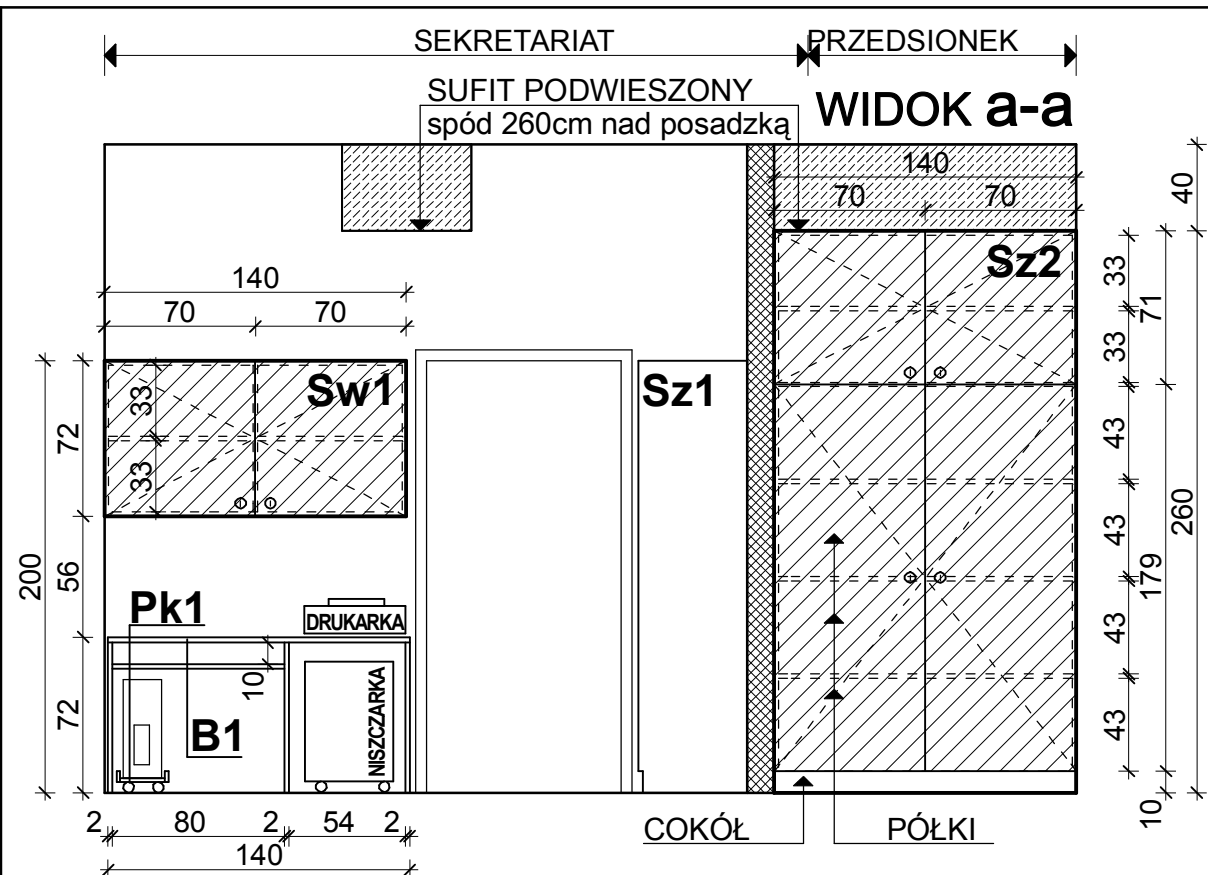 SEKRETARIAT
PRZEDSIONEK
SUFIT PODWIESZONY
spód 260cm nad posadzką
WIDOK a-a
140
70 70
40
140
70 70
Sw1
33
33
72
56
72
200
Sz1
Sz2
33
33
71
43
43
43
43
179
260
10
Pk1
DRUKARKA
10
B1
NISZCZARKA
2 80 2 54 2
140
COKÓŁ
PÓŁKI